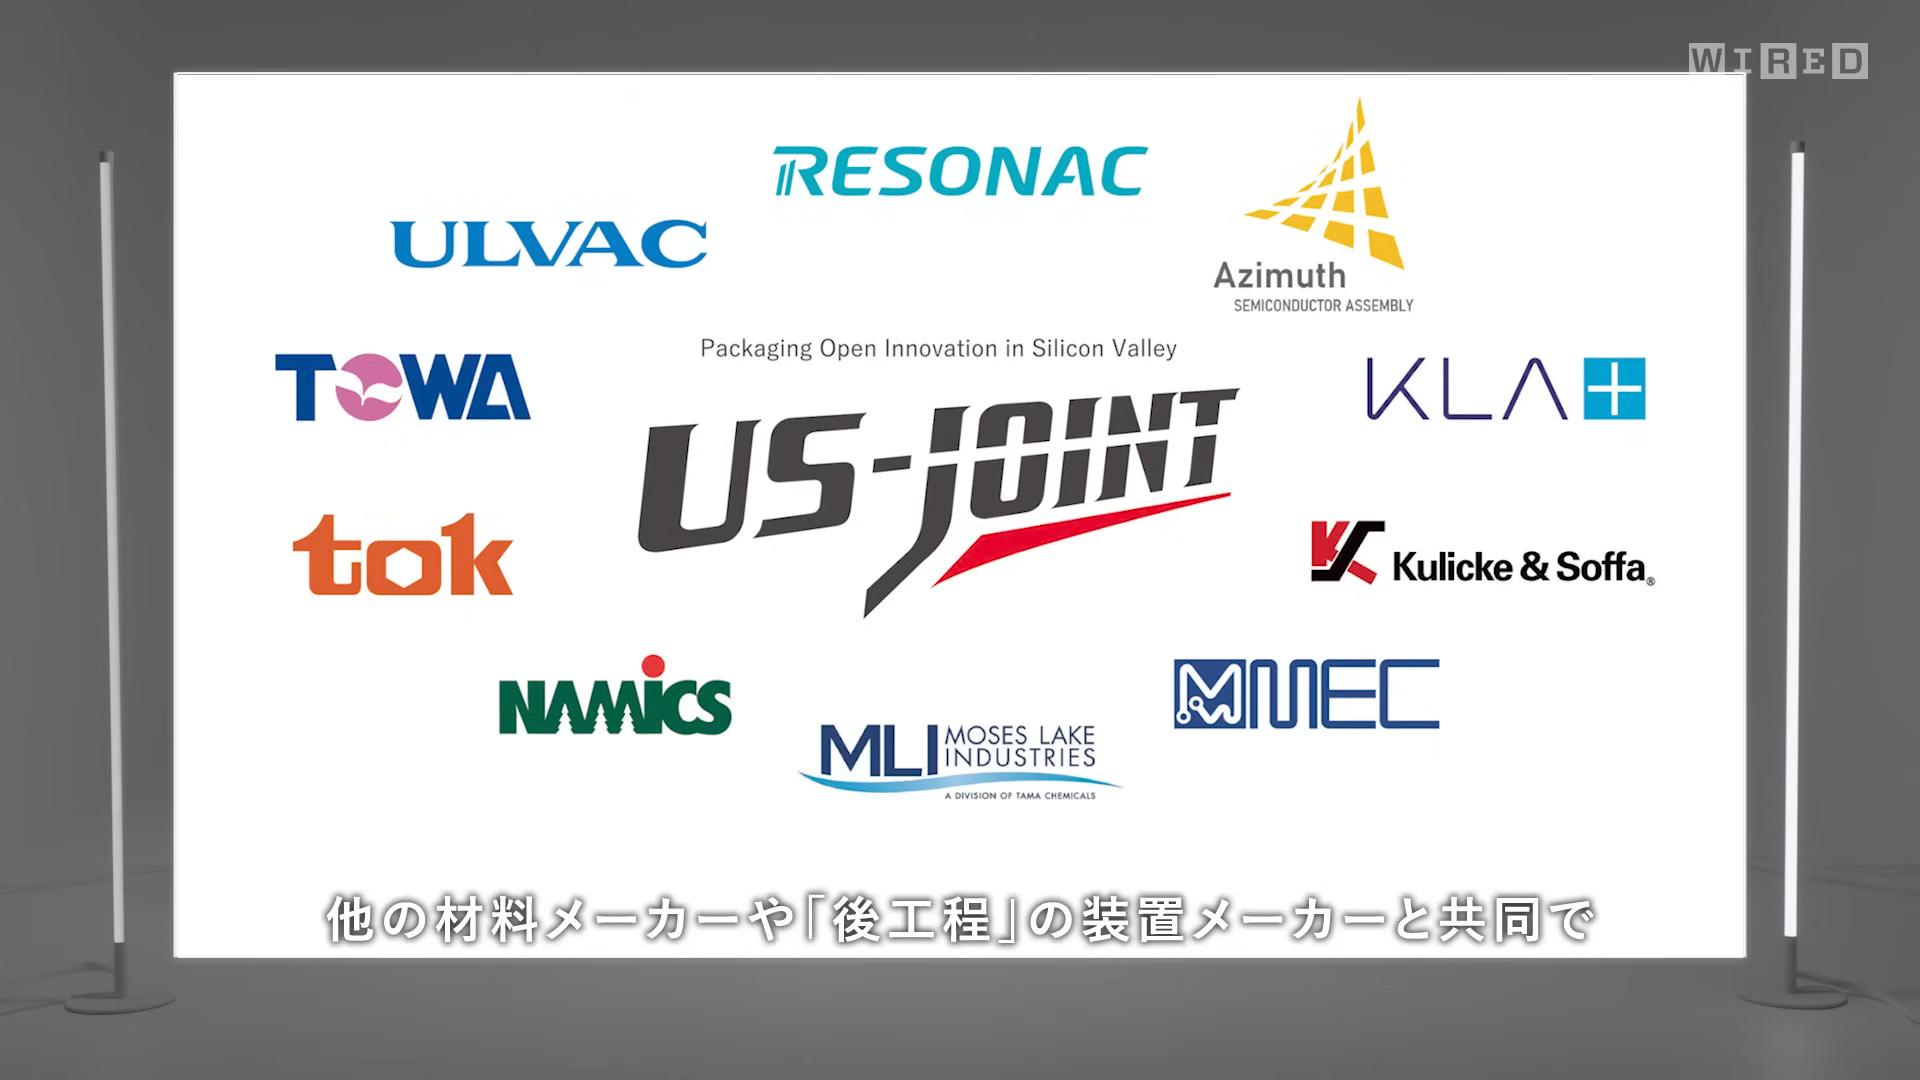 WIRED
RESONAC
ULVAC
Azimuth
SEMICONDUCTOR ASSEMBLY
TOWA
Packaging Open Innovation in Silicon Valley
US-JOINT
KLA+
tok
KS Kulicke & Soffa®
NAMICS
MLI MOSES LAKE
INDUSTRIES
A DIVISION OF TAMA CHEMICALS
MEC
他の材料メーカーや「後工程」の装置メーカーと共同で